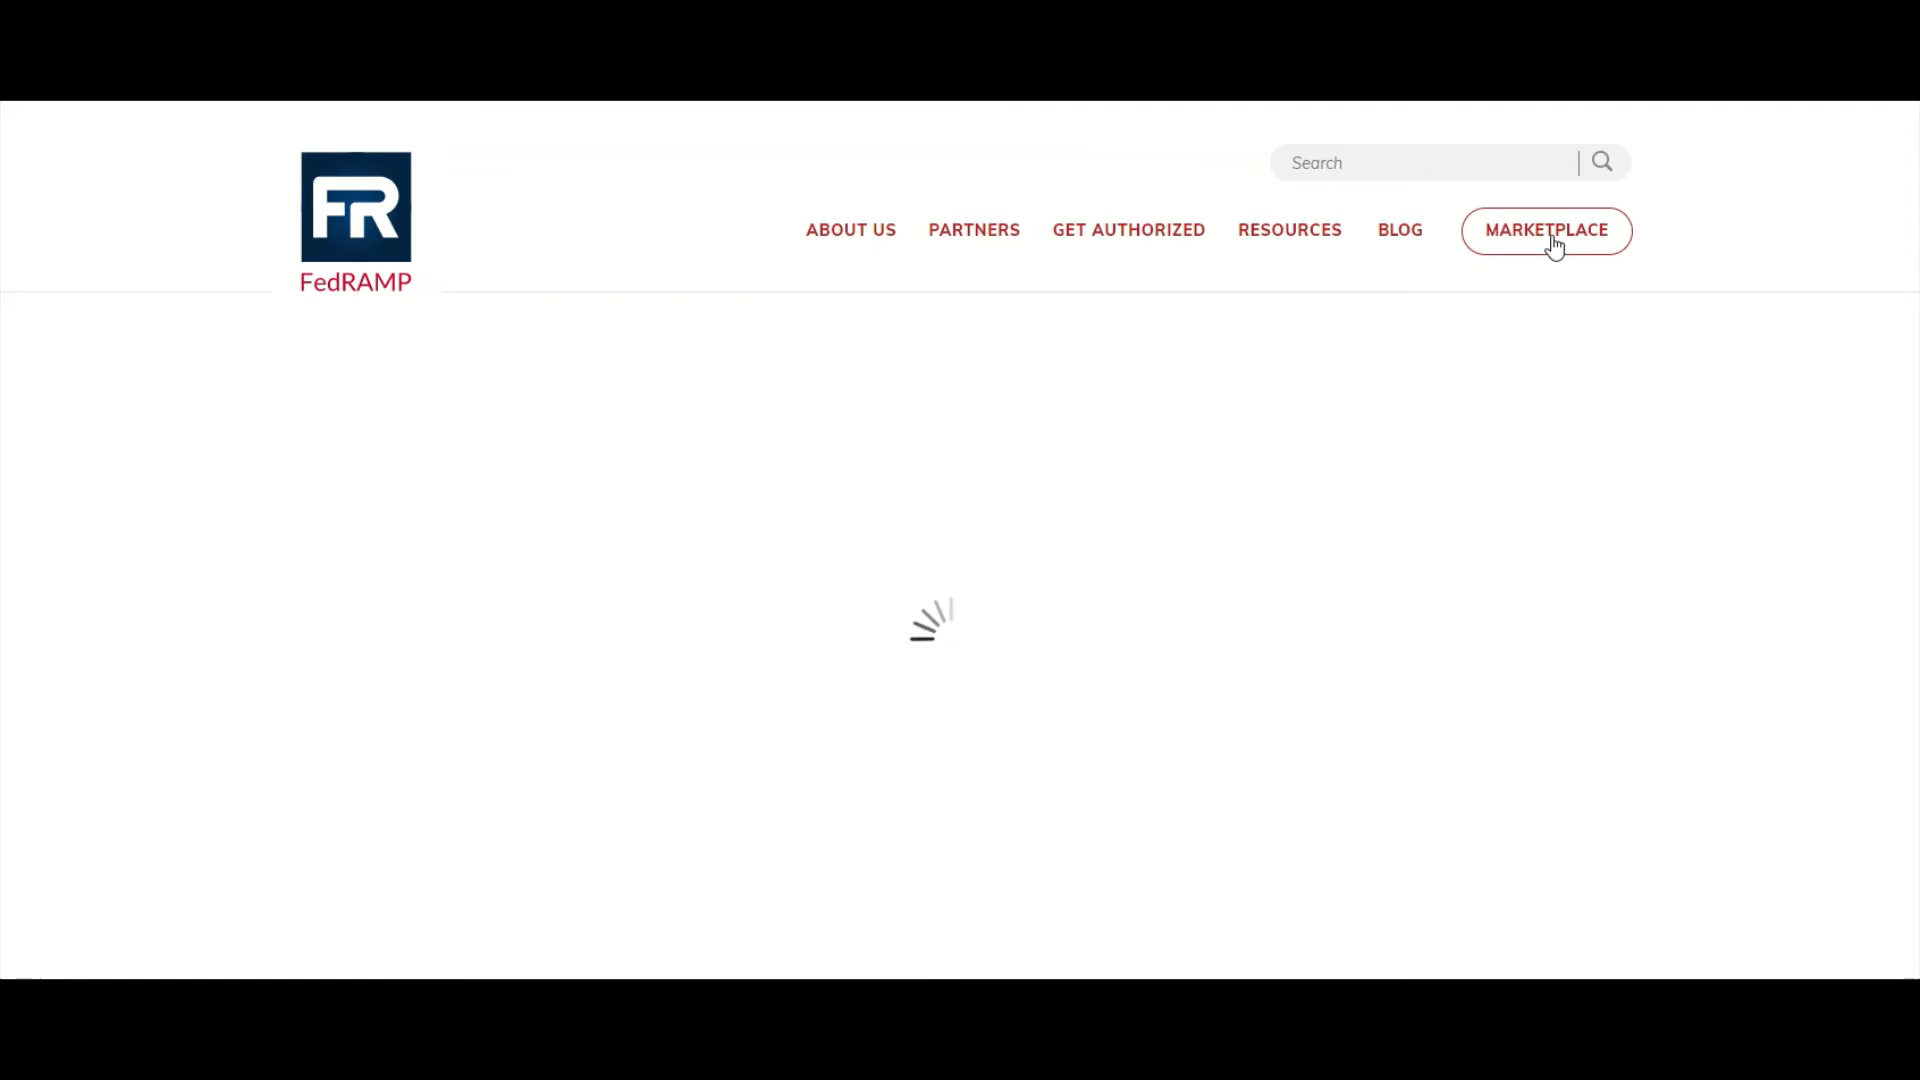 Search
FR
ABOUT US PARTNERS GET AUTHORIZED RESOURCES BLOG MARKETPLACE
FedRAMP